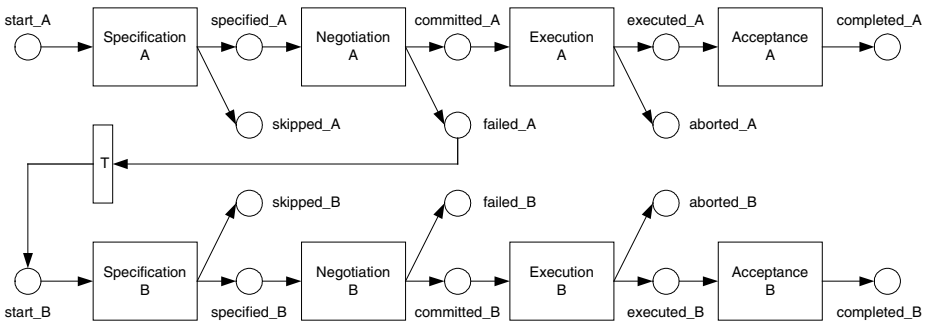 start_A
specified_A
committed_A
executed_A
completed_A
Specification
A
Negotiation
A
Execution
A
Acceptance
A
skipped_A
failed_A
aborted_A
T
skipped_B
failed_B
aborted_B
Specification
B
Negotiation
B
Execution
B
Acceptance
B
start_B
specified_B
committed_B
executed_B
completed_B